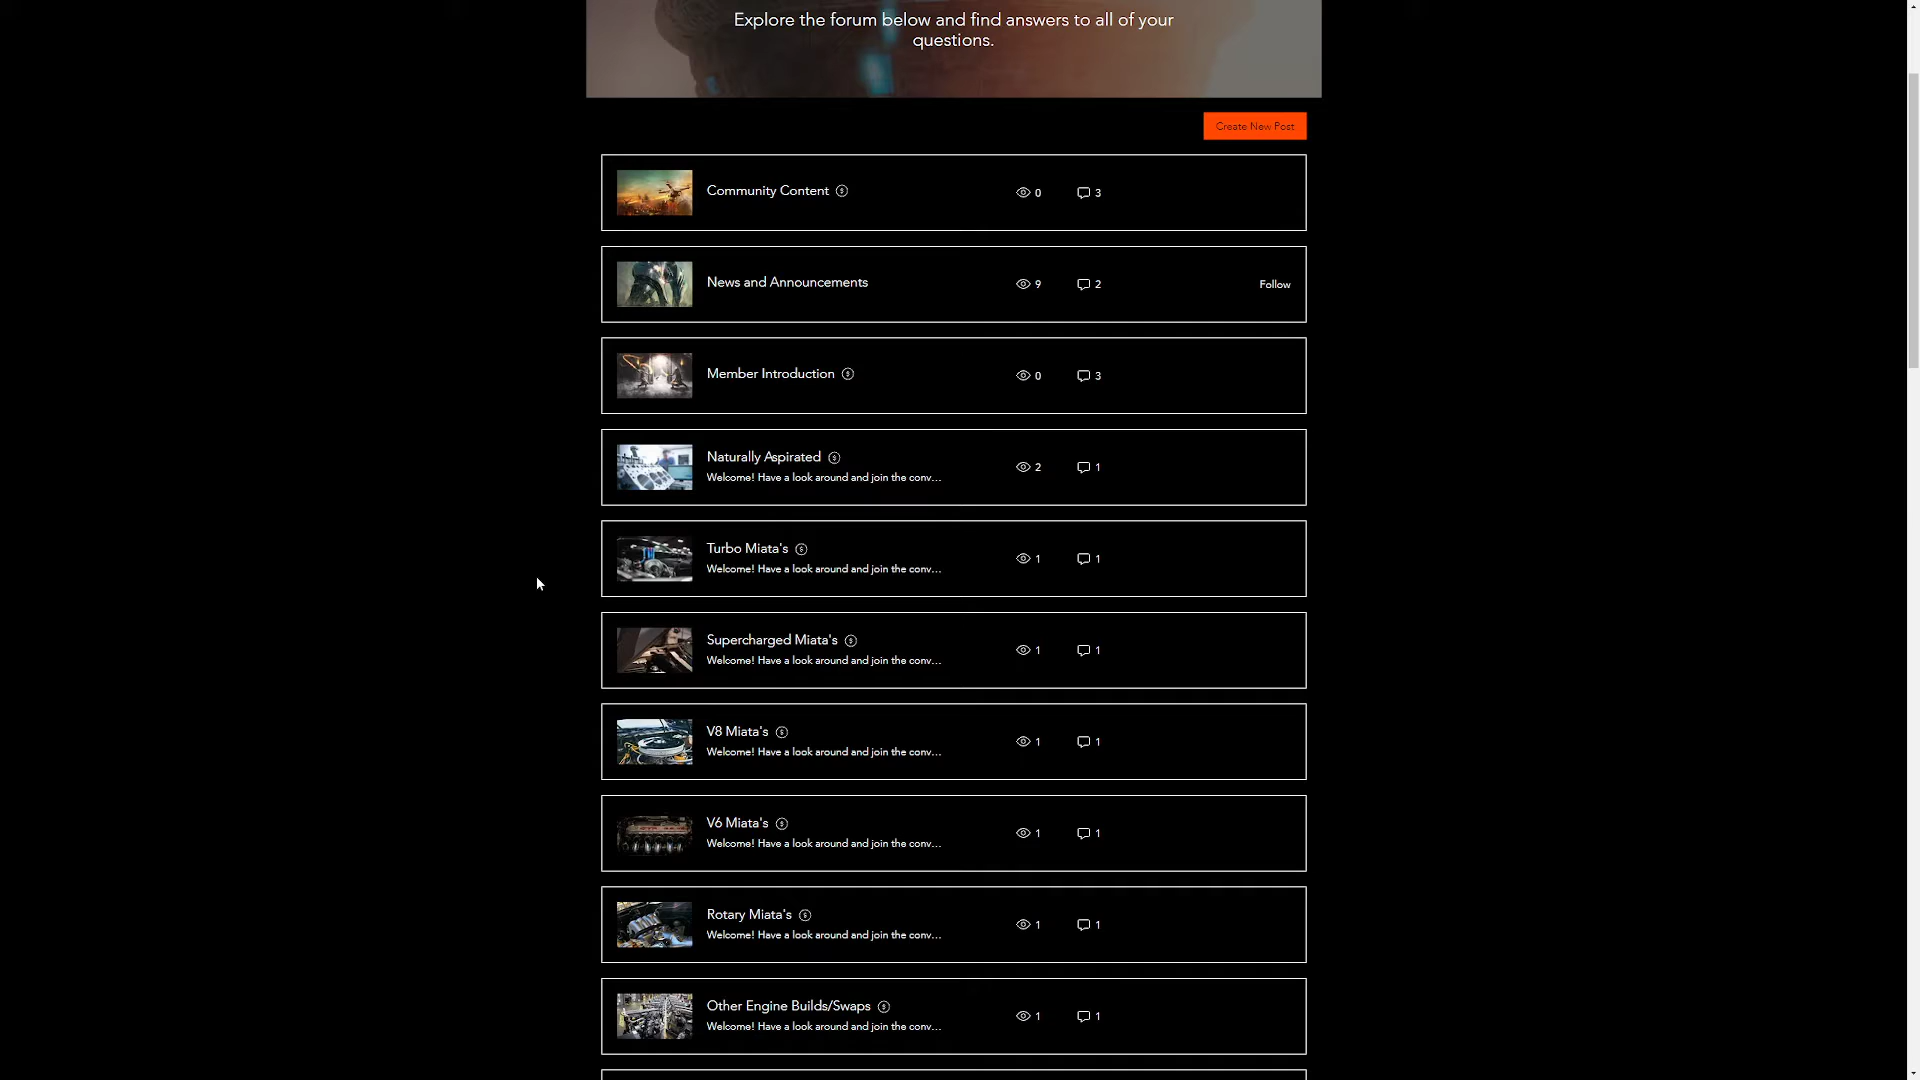 Explore the forum below and find answers to all of your
questions.
Create New Post
Community Content
0
3
News and Announcements
9
2
Follow
Member Introduction
0
3
Naturally Aspirated
Welcome! Have a look around and join the conv...
2
1
Turbo Miata's
Welcome! Have a look around and join the conv...
1
1
Supercharged Miata's
Welcome! Have a look around and join the conv...
1
1
V8 Miata's
Welcome! Have a look around and join the conv...
1
1
V6 Miata's
Welcome! Have a look around and join the conv...
1
1
Rotary Miata's
Welcome! Have a look around and join the conv...
1
1
Other Engine Builds/Swaps
Welcome! Have a look around and join the conv...
1
1